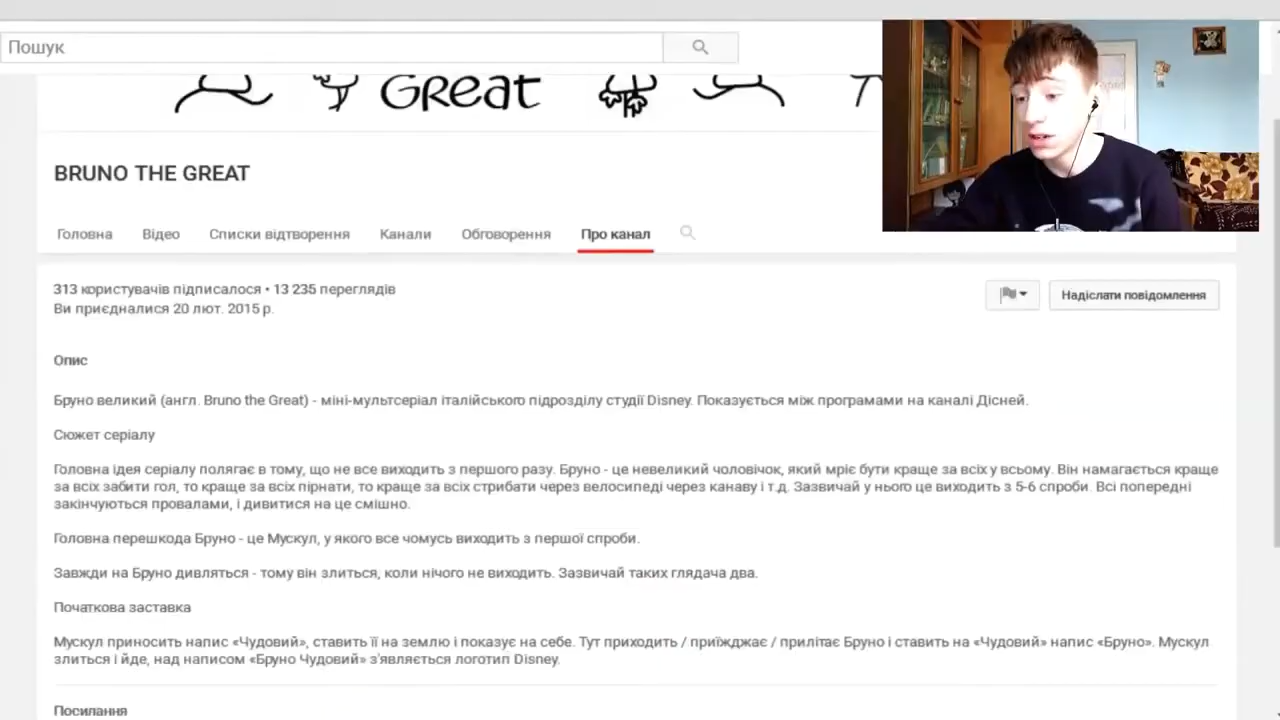 Пошук
Great
BRUNO THE GREAT
Головна Відео Списки відтворення Канали Обговорення Про канал
313 користувачів підписалося • 13 235 переглядів
Ви приєдналися 20 лют. 2015 р.
Надіслати повідомлення
Опис
Бруно великий (англ. Bruno the Great) - міні-мультсеріал італійського підрозділу студії Disney. Показується між програмами на каналі Дісней.
Сюжет серіалу
Головна ідея серіалу полягає в тому, що не все виходить з першого разу. Бруно - це невеликий чоловічок, який мріє бути краще за всіх у всьому. Він намагається краще
за всіх забити гол, то краще за всіх пірнати, то краще за всіх стрибати через велосипеді через канаву і т.д. Зазвичай у нього це виходить з 5-6 спроби. Всі попередні
закінчуються провалами, і дивитися на це смішно.
Головна перешкода Бруно - це Мускул, у якого все чомусь виходить з першої спроби.
Завжди на Бруно дивляться - тому він злиться, коли нічого не виходить. Зазвичай таких глядача два.
Початкова заставка
Мускул приносить напис «Чудовий», ставить її на землю і показує на себе. Тут приходить / приїжджає / прилітає Бруно і ставить на «Чудовий» напис «Бруно». Мускул
злиться і йде, над написом «Бруно Чудовий» з'являється логотип Disney.
Посилання